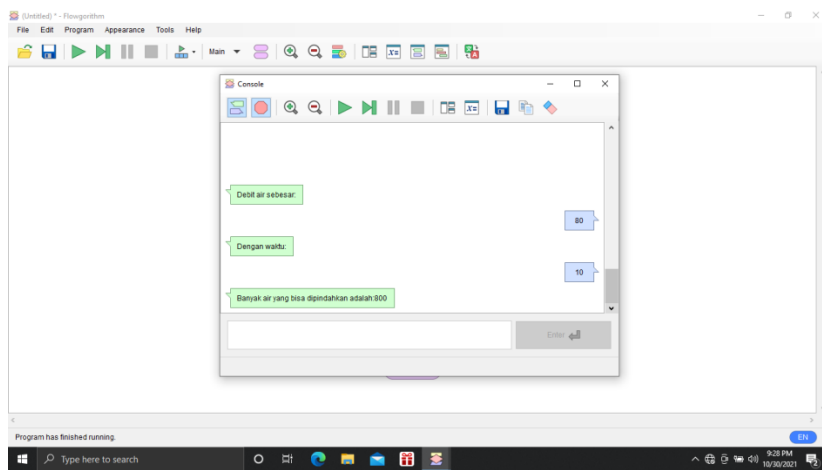 (Untitled) * - Flowgorithm
File Edit Program Appearance Tools Help
Main
Console
Debit air sebesar:
80
Dengan waktu:
10
Banyak air yang bisa dipindahkan adalah:800
Enter
Program has finished running.
EN
Type here to search
9:28 PM
10/30/2021